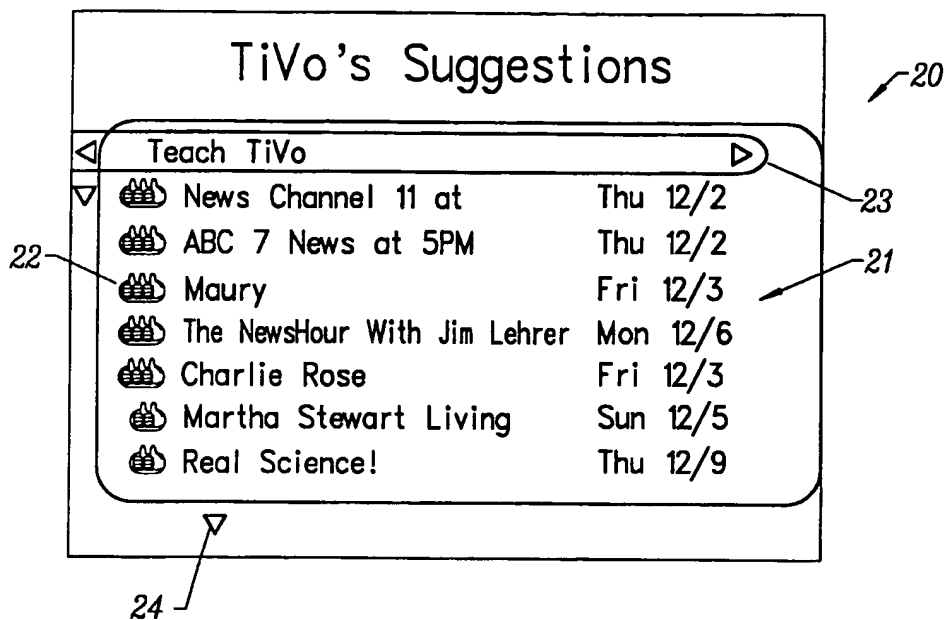 TiVo's Suggestions
20
Teach TiVo
23
News Channel 11 at Thu 12/2
ABC 7 News at 5PM Thu 12/2
22
21
Maury Fri 12/3
The NewsHour With Jim Lehrer Mon 12/6
Charlie Rose Fri 12/3
Martha Stewart Living Sun 12/5
Real Science! Thu 12/9
24